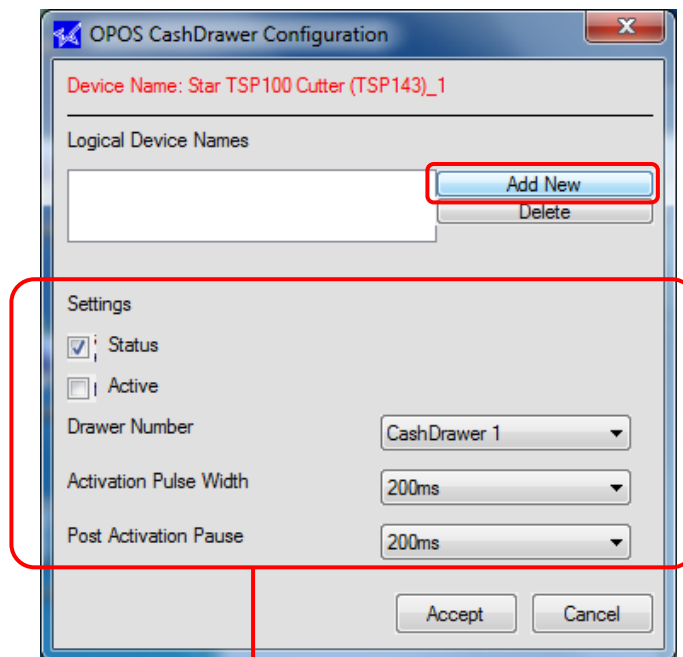 OPOS CashDrawer Configuration
Device Name: Star TSP100 Cutter (TSP143)_1
Logical Device Names
Add New
Delete
Settings
Status
Active
Drawer Number CashDrawer 1
Activation Pulse Width 200ms
Post Activation Pause 200ms
Accept Cancel